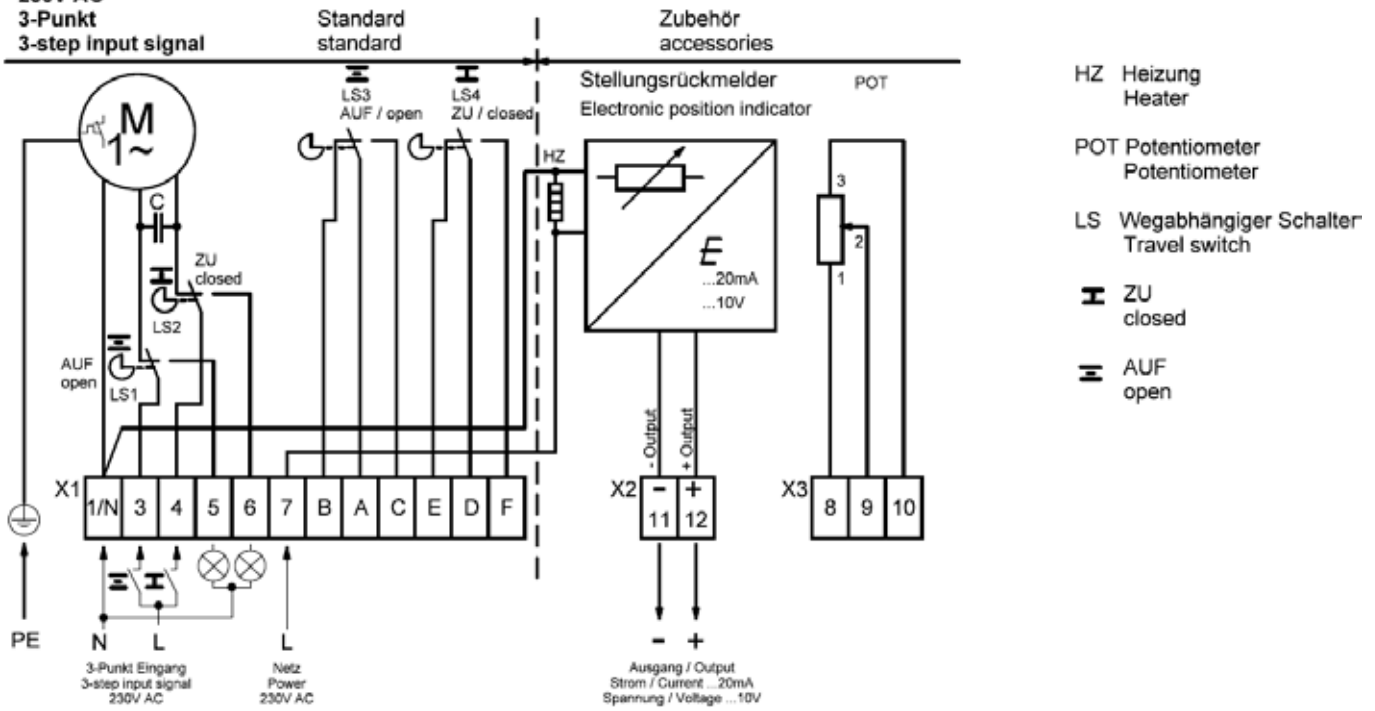 3-Punkt
3-step input signal
Standard
standard
Zubehör
accessories
LS3
AUF / open
LS4
ZU / closed
Stellungsrückmelder
Electronic position indicator
POT
M
1~
C
ZU
closed
LS2
AUF
open
LS1
HZ
E
...20mA
...10V
3
2
1
- Output
+ Output
X1
1/N 3 4 5 6 7 B A C E D F
X2
- +
11 12
X3
8 9 10
PE
N
L
3-Punkt Eingang
3-step input signal
230V AC
L
Netz
Power
230V AC
- +
Ausgang / Output
Strom / Current ...20mA
Spannung / Voltage ...10V
HZ Heizung
Heater
POT Potentiometer
Potentiometer
LS Wegabhängiger Schalter
Travel switch
ZU
closed
AUF
open